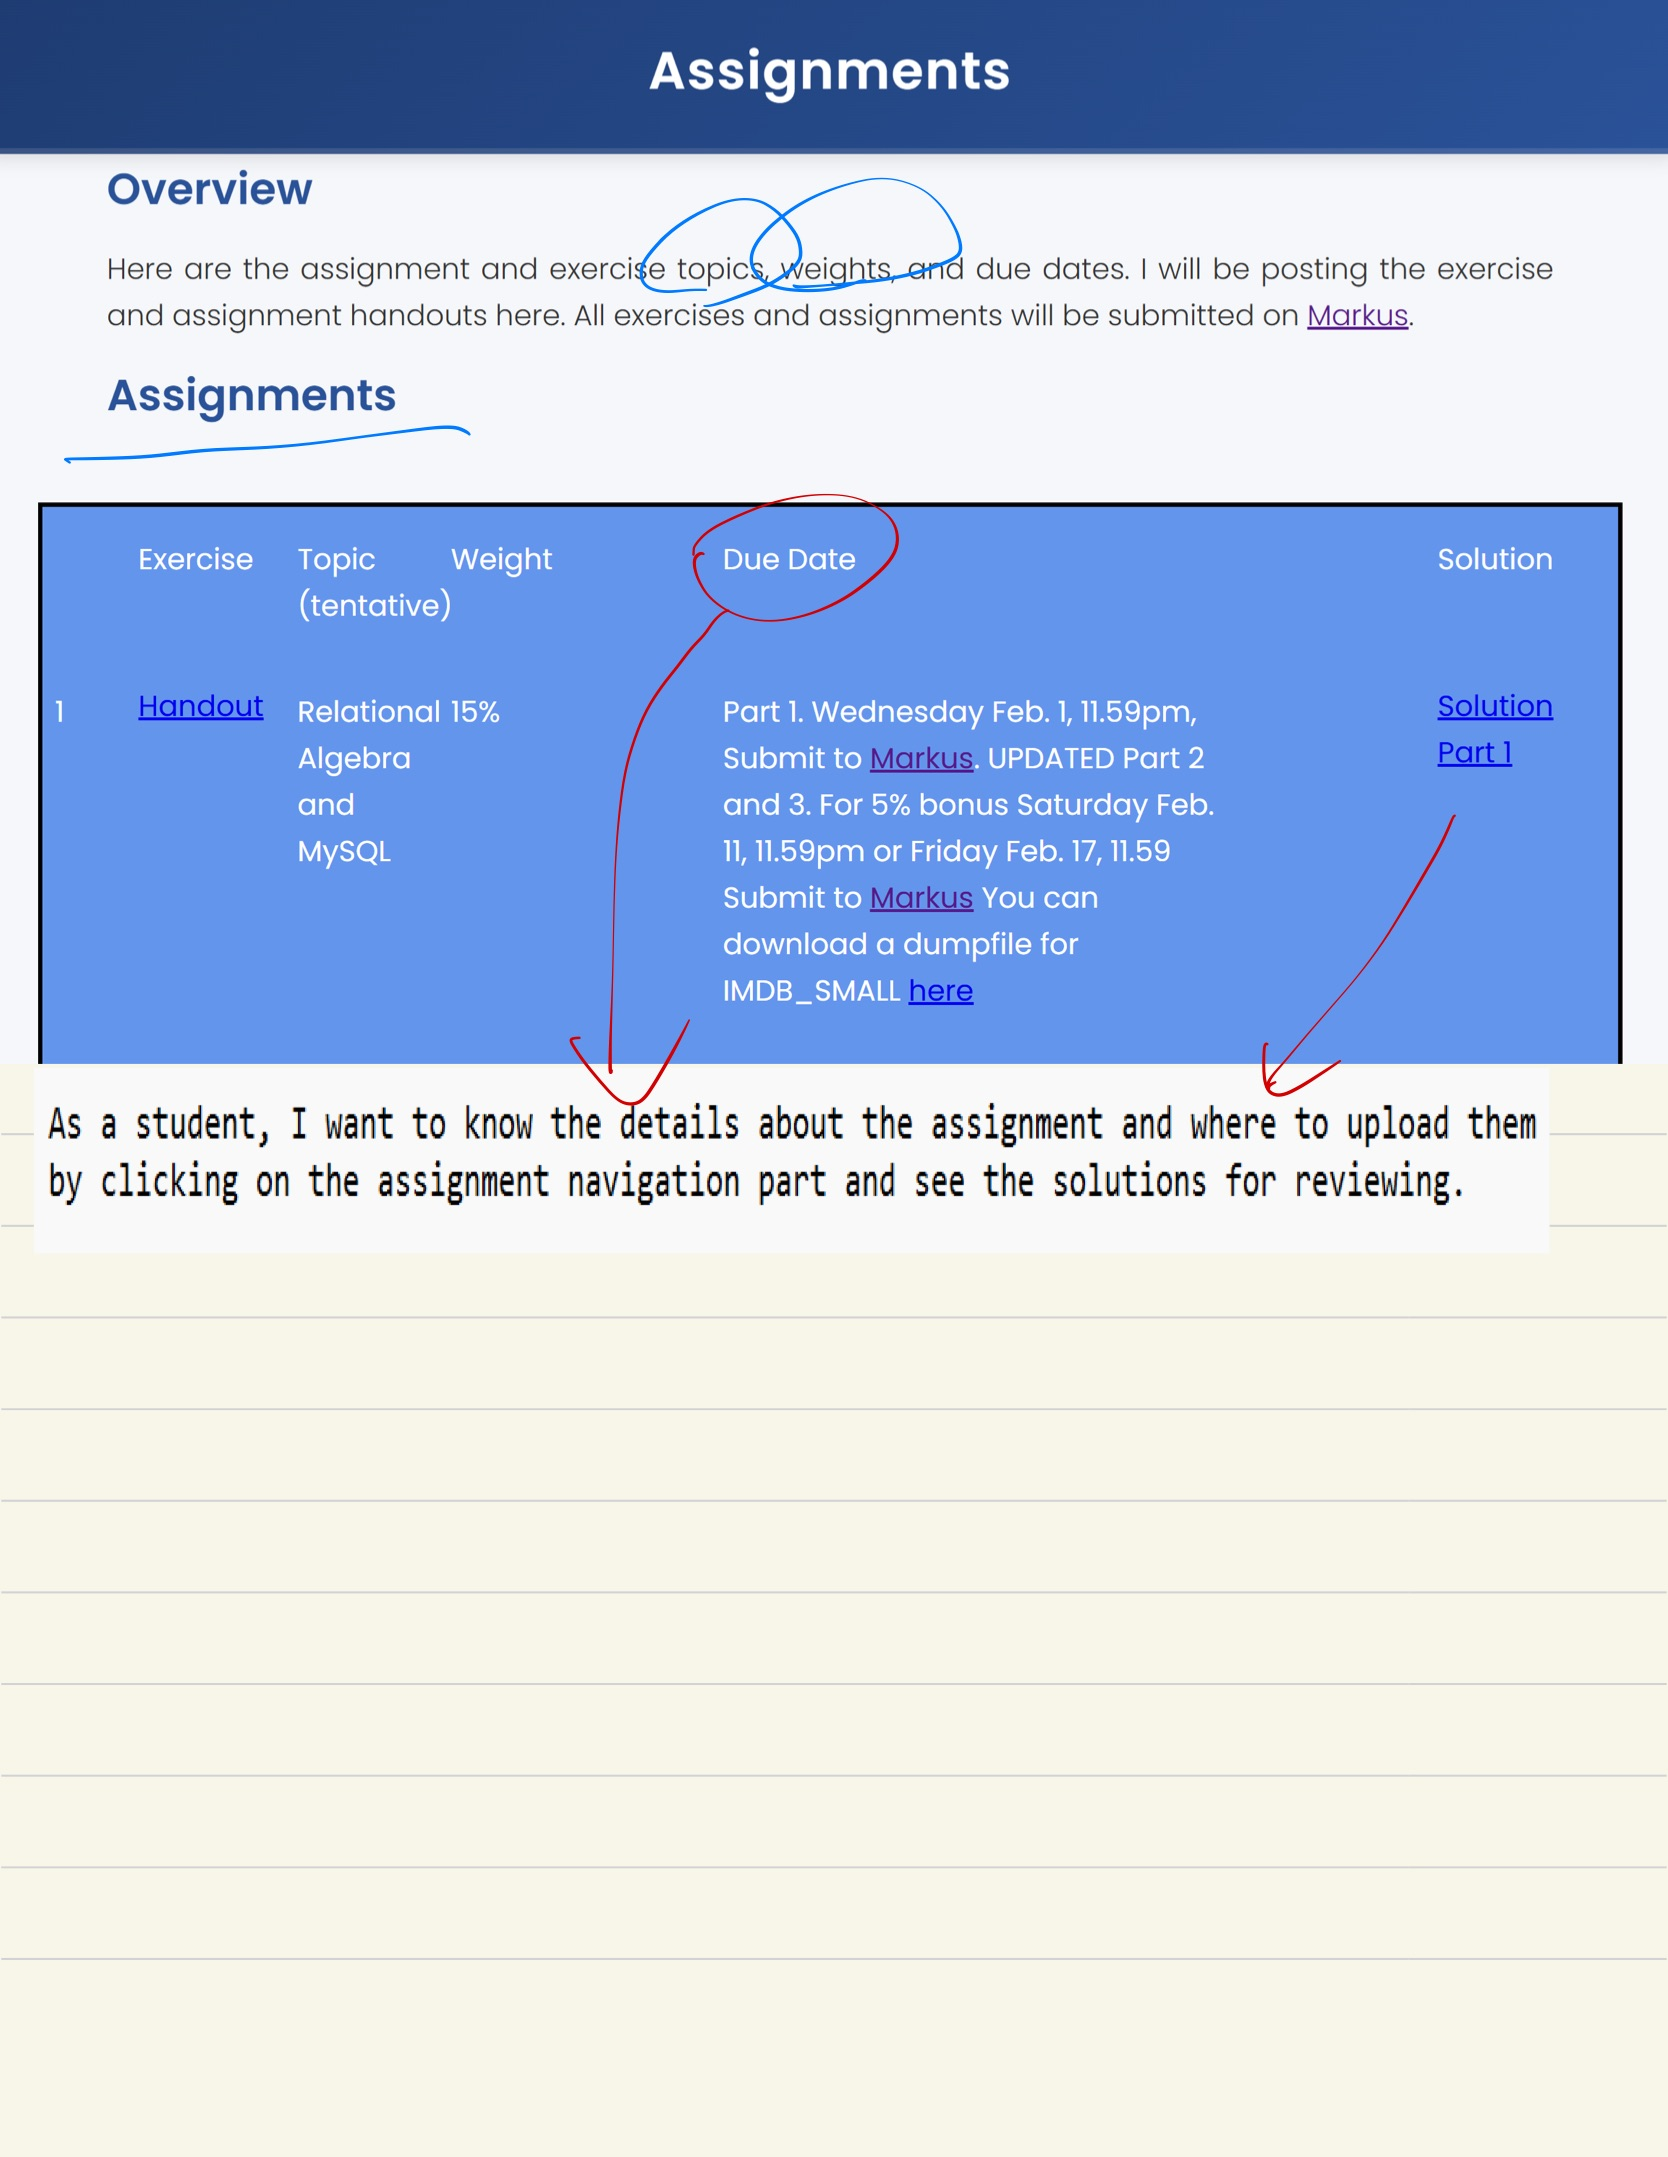 Assignments
Overview
Here are the assignment and exercise topics, weights, and due dates. I will be posting the exercise
and assignment handouts here. All exercises and assignments will be submitted on Markus.
Assignments
Exercise Topic Weight Due Date Solution
(tentative)
1 Handout Relational 15% Part 1. Wednesday Feb. 1, 11.59pm, Solution
Algebra Submit to Markus. UPDATED Part 2 Part 1
and and 3. For 5% bonus Saturday Feb.
MySQL 11, 11.59pm or Friday Feb. 17, 11.59
Submit to Markus You can
download a dumpfile for
IMDB_SMALL here
As a student, I want to know the details about the assignment and where to upload them
by clicking on the assignment navigation part and see the solutions for reviewing.